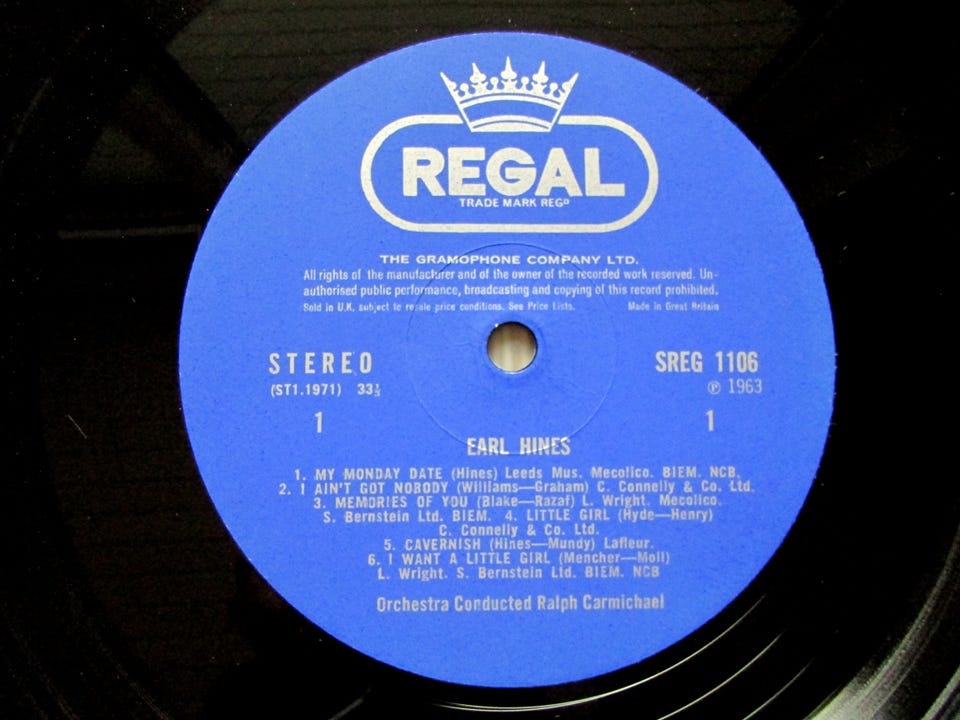 REGAL
TRADE MARK REGD
THE GRAMOPHONE COMPANY LTD.
All rights of the manufacturer and of the owner of the recorded work reserved. Un-
authorised public performance, broadcasting and copying of this record prohibited.
Sold in U.K. subject to resale price conditions. See Price Lists. Made in Great Britain
STEREO SREG 1106
(ST1.1971) 33⅓ ℗ 1963
1 1
EARL HINES
1. MY MONDAY DATE (Hines) Leeds Mus. Mecolico. BIEM. NCB.
2. I AIN'T GOT NOBODY (Williams—Graham) C. Connelly & Co. Ltd.
3. MEMORIES OF YOU (Blake—Razaf) L. Wright. Mecolico.
S. Bernstein Ltd. BIEM. 4. LITTLE GIRL (Hyde—Henry)
C. Connelly & Co. Ltd.
5. CAVERNISH (Hines—Mundy) Lafleur.
6. I WANT A LITTLE GIRL (Mencher—Moll)
L. Wright. S. Bernstein Ltd. BIEM. NCB
Orchestra Conducted Ralph Carmichael